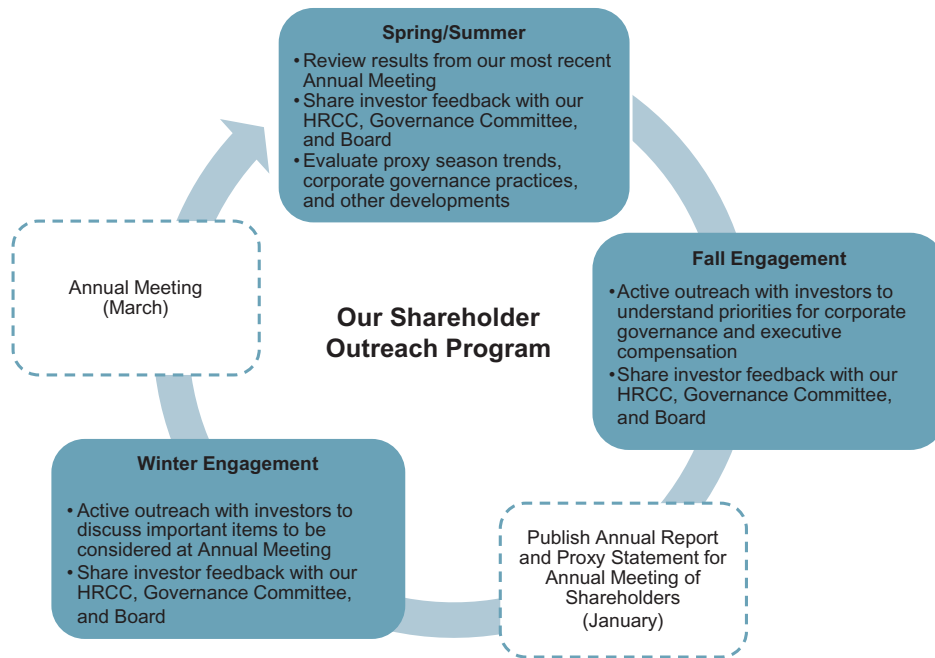 Spring/Summer
•Review results from our most recent
Annual Meeting
•Share investor feedback with our
HRCC, Governance Committee,
and Board
•Evaluate proxy season trends,
corporate governance practices,
and other developments
Fall Engagement
•Active outreach with investors to
understand priorities for corporate
governance and executive
compensation
•Share investor feedback with our
HRCC, Governance Committee,
and Board
Publish Annual Report
and Proxy Statement for
Annual Meeting of
Shareholders
(January)
Winter Engagement
•Active outreach with investors to
discuss important items to be
considered at Annual Meeting
•Share investor feedback with our
HRCC, Governance Committee,
and Board
Annual Meeting
(March)
Our Shareholder
Outreach Program